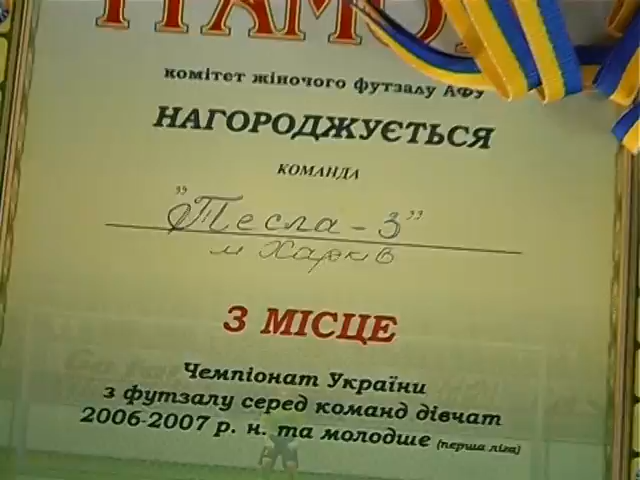 ГРАМОТ
комітет жіночого футзалу АФУ
НАГОРОДЖУЄТЬСЯ
КОМАНДА
"Тесла-3"
м Харків
3 МІСЦЕ
Чемпіонат України
з футзалу серед команд дівчат
2006-2007 р. н. та молодше (перша ліга)